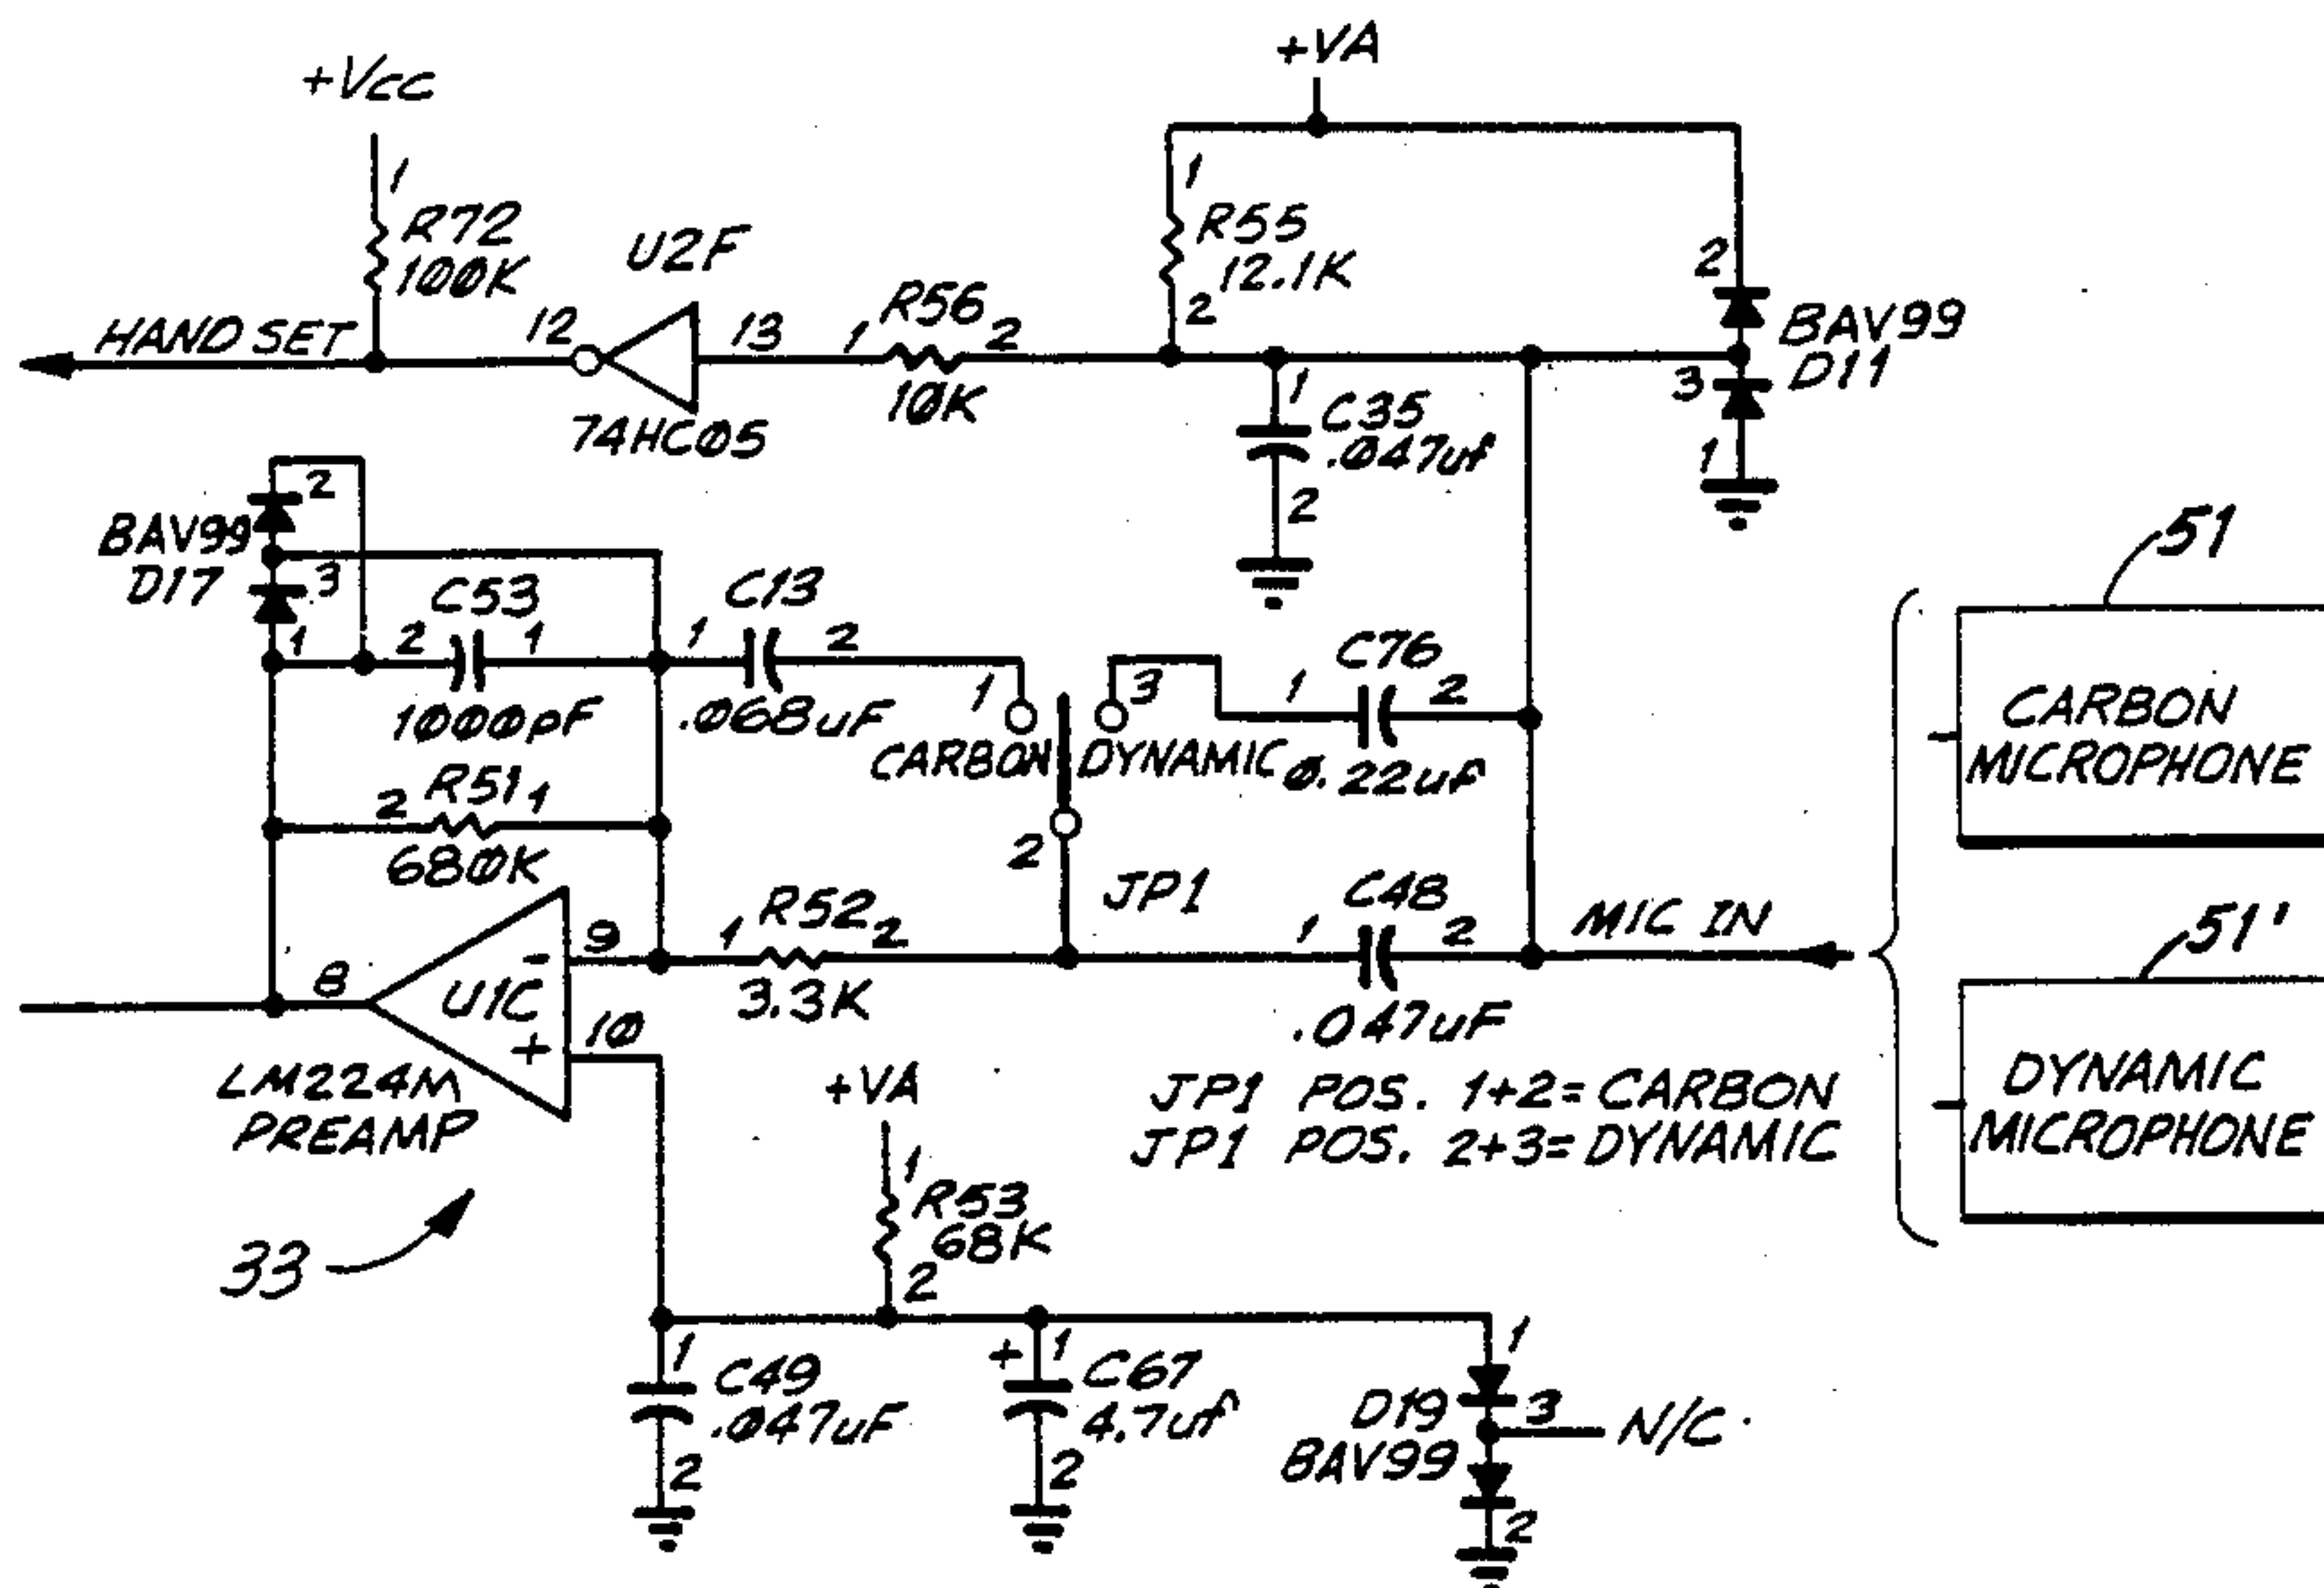 +VA
+Vcc
1
R72
100K
U2F
1
R55
12.1K
2
2
BAV99
D11
3
1
HANDSET
12
13
1
R56
2
10K
74HC05
1
C35
.047uf
2
2
BAV99
D17
3
1
2
C53
1
1000pF
1
C13
2
.068uF
1
3
CARBON
DYNAMIC
1
C76
2
0.22uF
2
JP1
51
CARBON
MICROPHONE
2
R51
1
680K
9
-
U1C
+
10
8
1
R52
2
3.3K
1
C48
2
.047uF
MIC IN
51'
DYNAMIC
MICROPHONE
LM224M
PREAMP
33
+VA
1
R53
68K
2
JP1 POS. 1+2=CARBON
JP1 POS. 2+3=DYNAMIC
1
C49
.047uF
2
+
1
C67
4.7uf
2
1
D19
BAV99
3
N/C
2